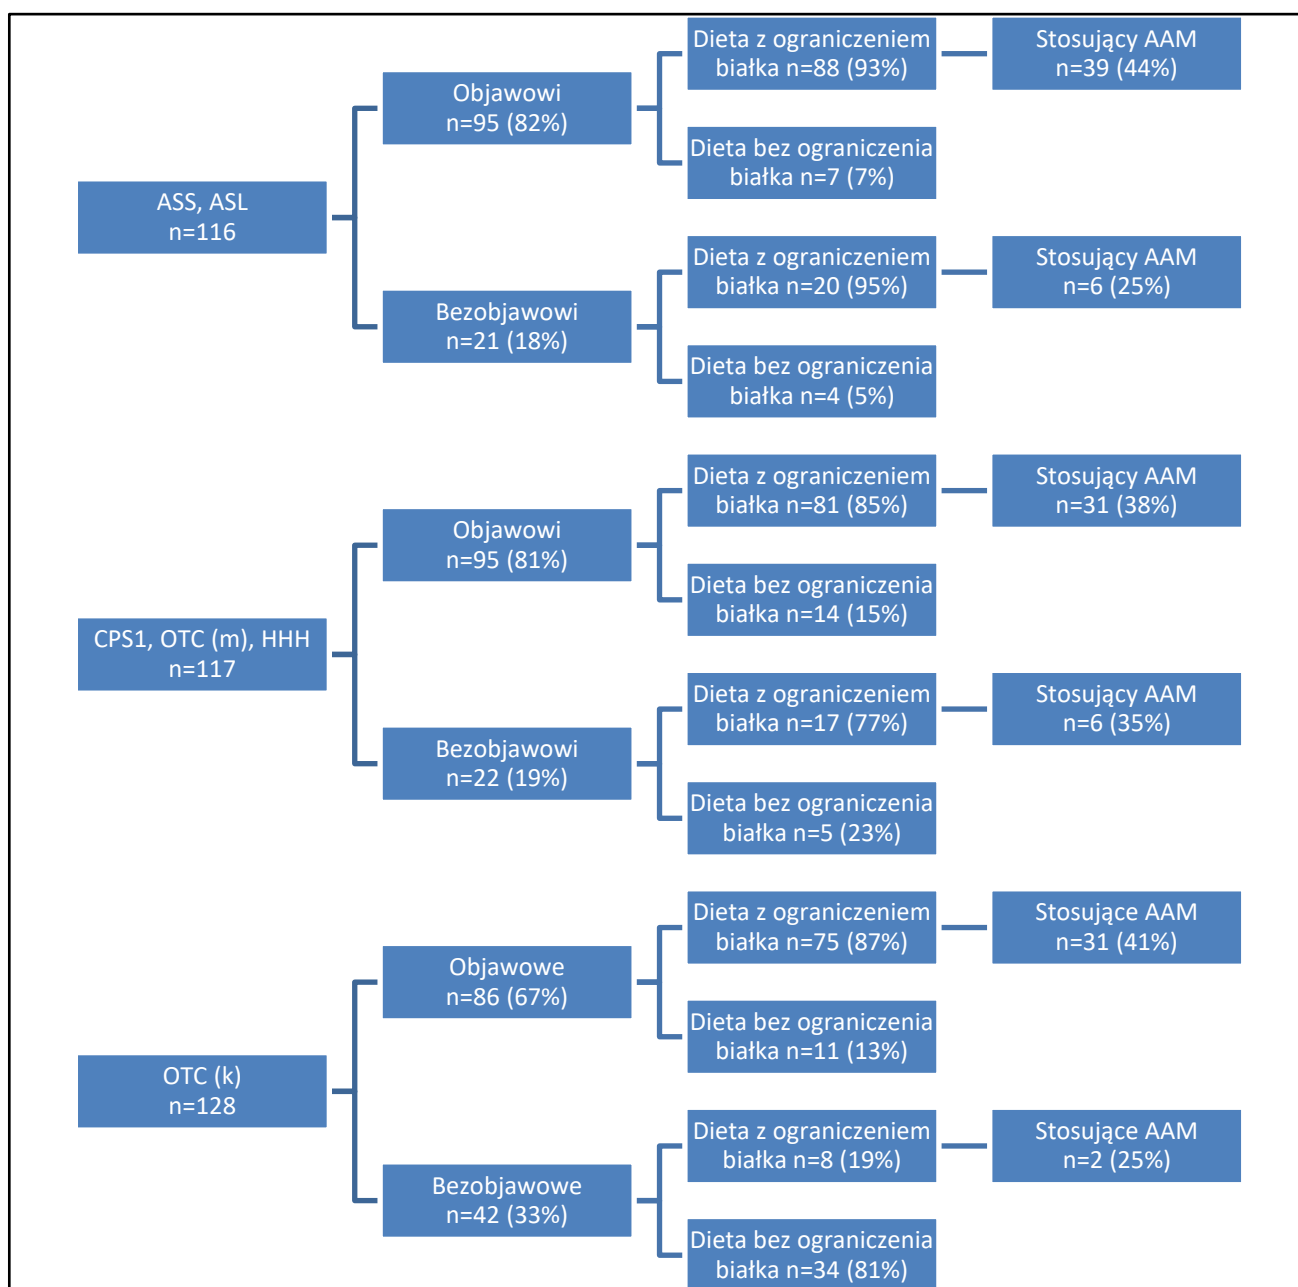 ASS, ASL
n=116
Objawowi
n=95 (82%)
Dieta z ograniczeniem
białka n=88 (93%)
Stosujący AAM
n=39 (44%)
Dieta bez ograniczenia
białka n=7 (7%)
Bezobjawowi
n=21 (18%)
Dieta z ograniczeniem
białka n=20 (95%)
Stosujący AAM
n=6 (25%)
Dieta bez ograniczenia
białka n=4 (5%)
CPS1, OTC (m), HHH
n=117
Objawowi
n=95 (81%)
Dieta z ograniczeniem
białka n=81 (85%)
Stosujący AAM
n=31 (38%)
Dieta bez ograniczenia
białka n=14 (15%)
Bezobjawowi
n=22 (19%)
Dieta z ograniczeniem
białka n=17 (77%)
Stosujący AAM
n=6 (35%)
Dieta bez ograniczenia
białka n=5 (23%)
OTC (k)
n=128
Objawowe
n=86 (67%)
Dieta z ograniczeniem
białka n=75 (87%)
Stosujące AAM
n=31 (41%)
Dieta bez ograniczenia
białka n=11 (13%)
Bezobjawowe
n=42 (33%)
Dieta z ograniczeniem
białka n=8 (19%)
Stosujące AAM
n=2 (25%)
Dieta bez ograniczenia
białka n=34 (81%)